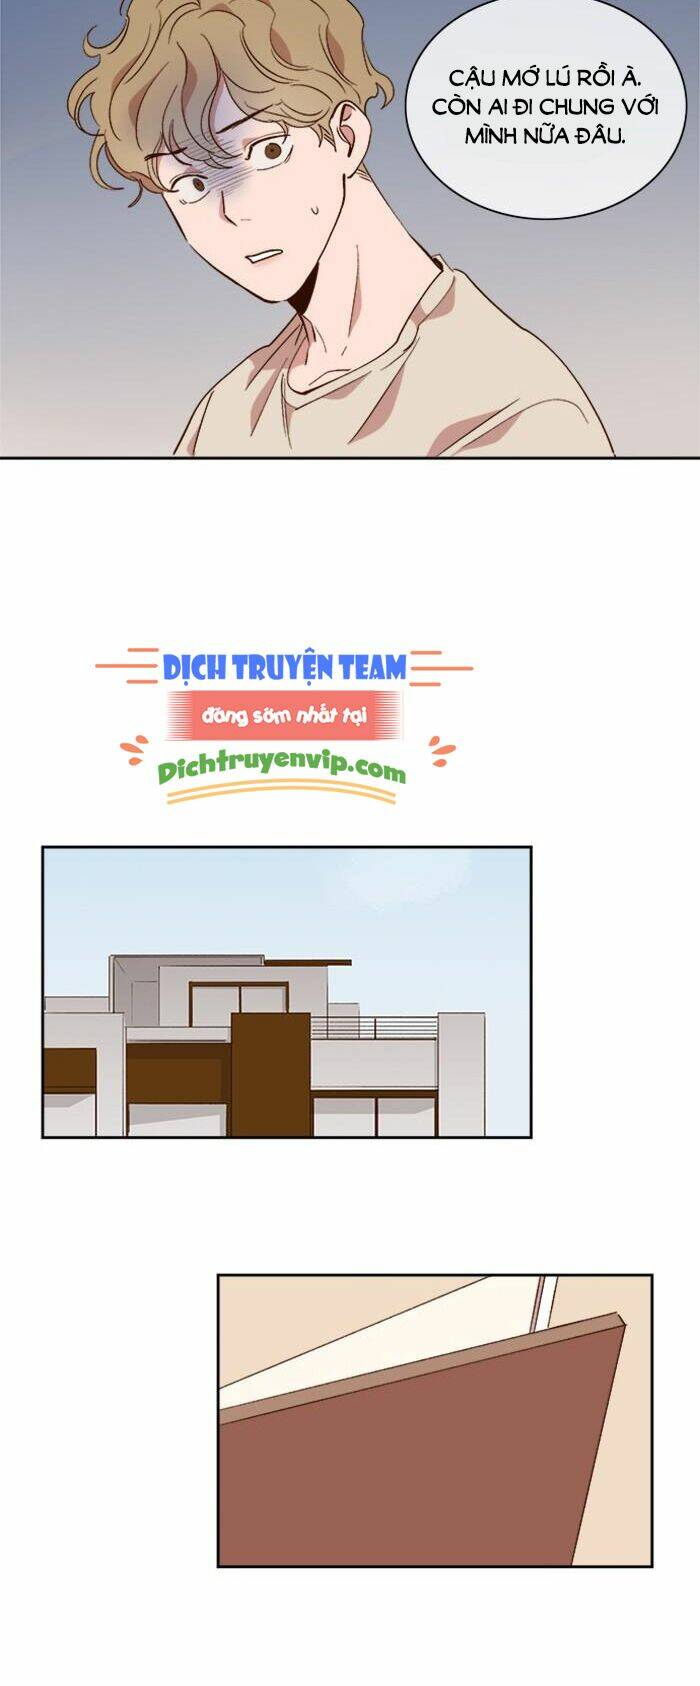 CẬU MỚ LÚ RỒI À.
CÒN AI ĐI CHUNG VỚI
MÌNH NỮA ĐÂU.
DỊCH TRUYỆN TEAM
đăng sớm nhất tại
Dichtruyenvip.com